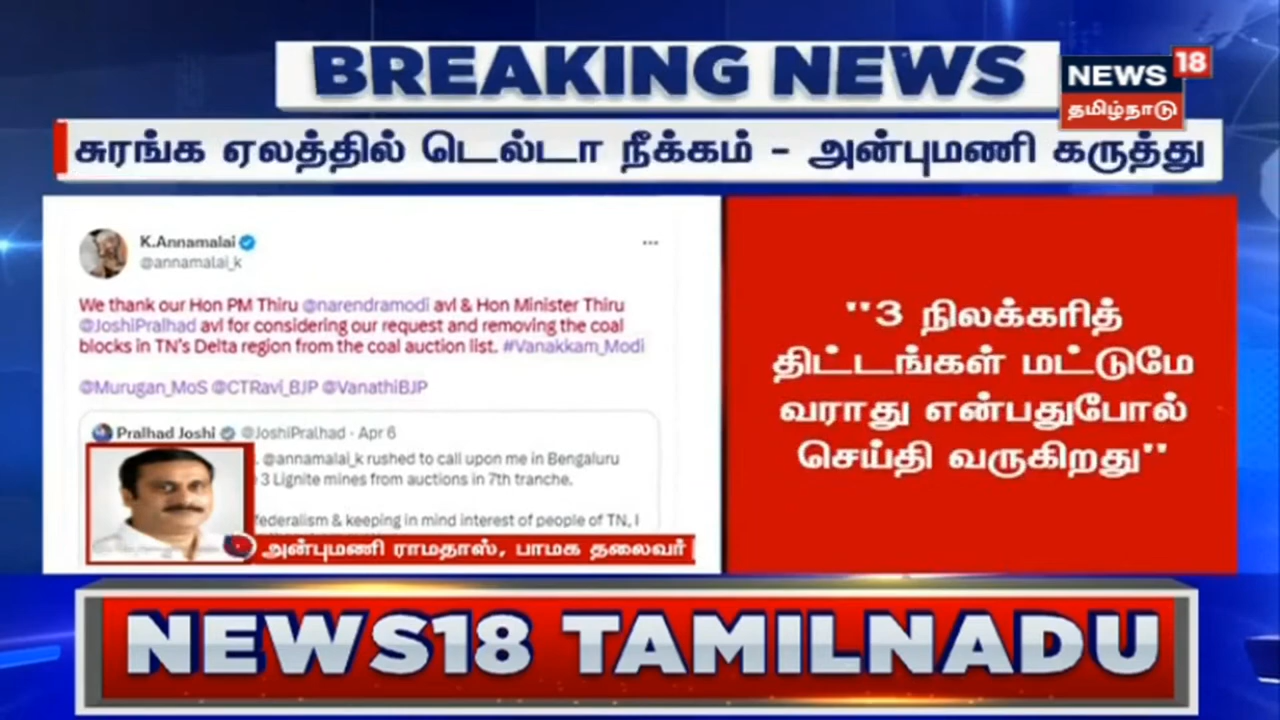 BREAKING NEWS
NEWS 18
தமிழ்நாடு
சுரங்க ஏலத்தில் டெல்டா நீக்கம் - அன்புமணி கருத்து
K.Annamalai
@annamalai_k
We thank our Hon PM Thiru @narendramodi avl & Hon Minister Thiru
@JoshiPralhad avl for considering our request and removing the coal
blocks in TN's Delta region from the coal auction list. #Vanakkam_Modi
@Murugan_MoS @CTRavi_BJP @VanathiBJP
Pralhad Joshi @JoshiPralhad · Apr 6
. @annamalai_k rushed to call upon me in Bengaluru
3 Lignite mines from auctions in 7th tranche.
federalism & keeping in mind interest of people of TN, I
அன்புமணி ராமதாஸ், பாமக தலைவர்
"3 நிலக்கரித்
திட்டங்கள் மட்டுமே
வராது என்பதுபோல்
செய்தி வருகிறது"
NEWS18 TAMILNADU